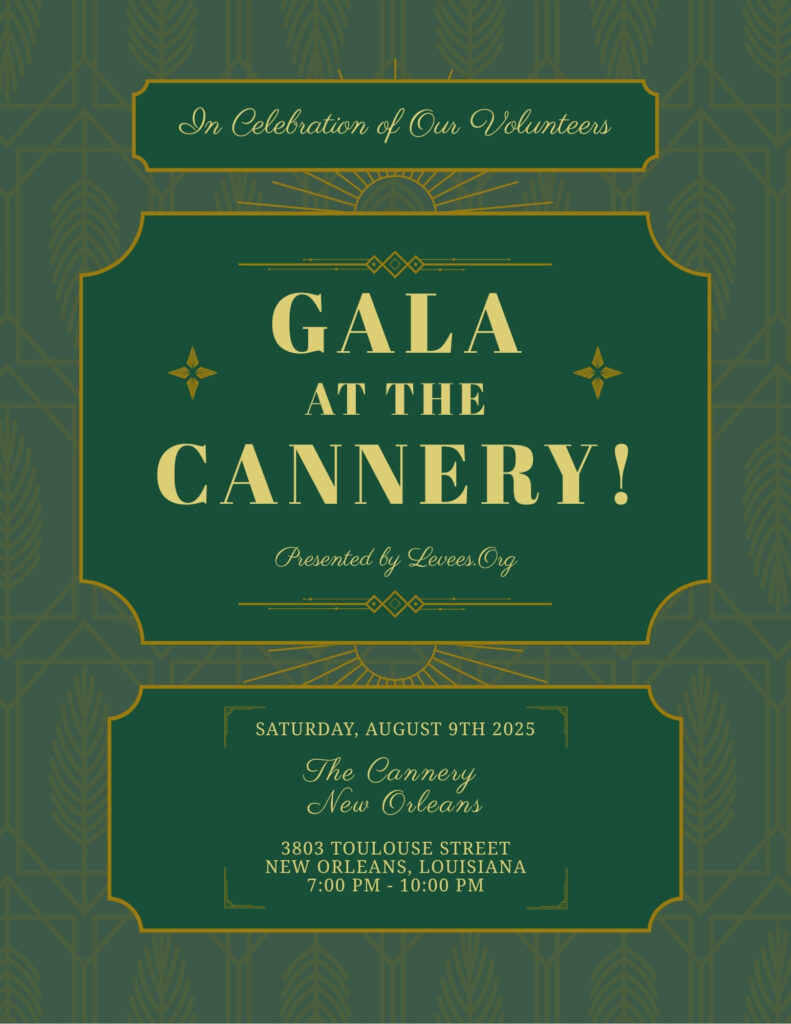 In Celebration of Our Volunteers
GALA
AT THE
CANNERY!
Presented by Levees.Org
SATURDAY, AUGUST 9TH 2025
The Cannery
New Orleans
3803 TOULOUSE STREET
NEW ORLEANS, LOUISIANA
7:00 PM - 10:00 PM